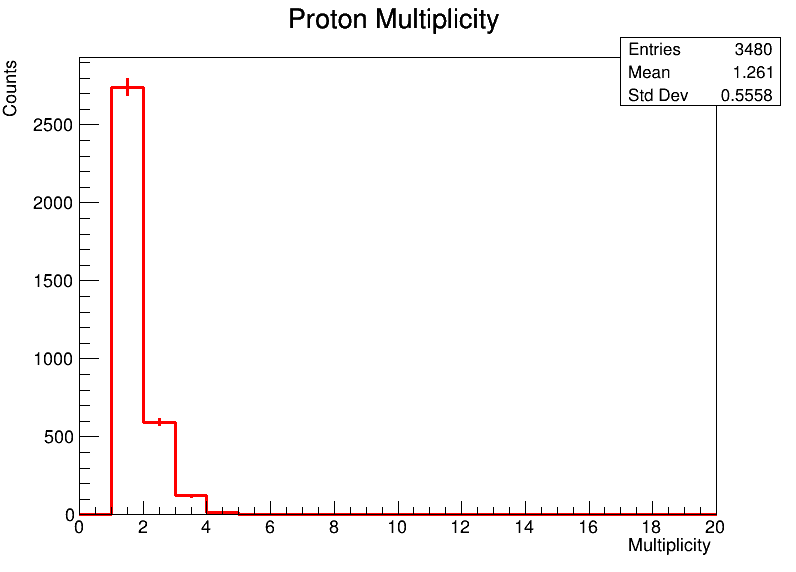 Proton Multiplicity
Entries 3480
Mean 1.261
Std Dev 0.5558
Counts
2500
2000
1500
1000
500
0
0 2 4 6 8 10 12 14 16 18 20
Multiplicity